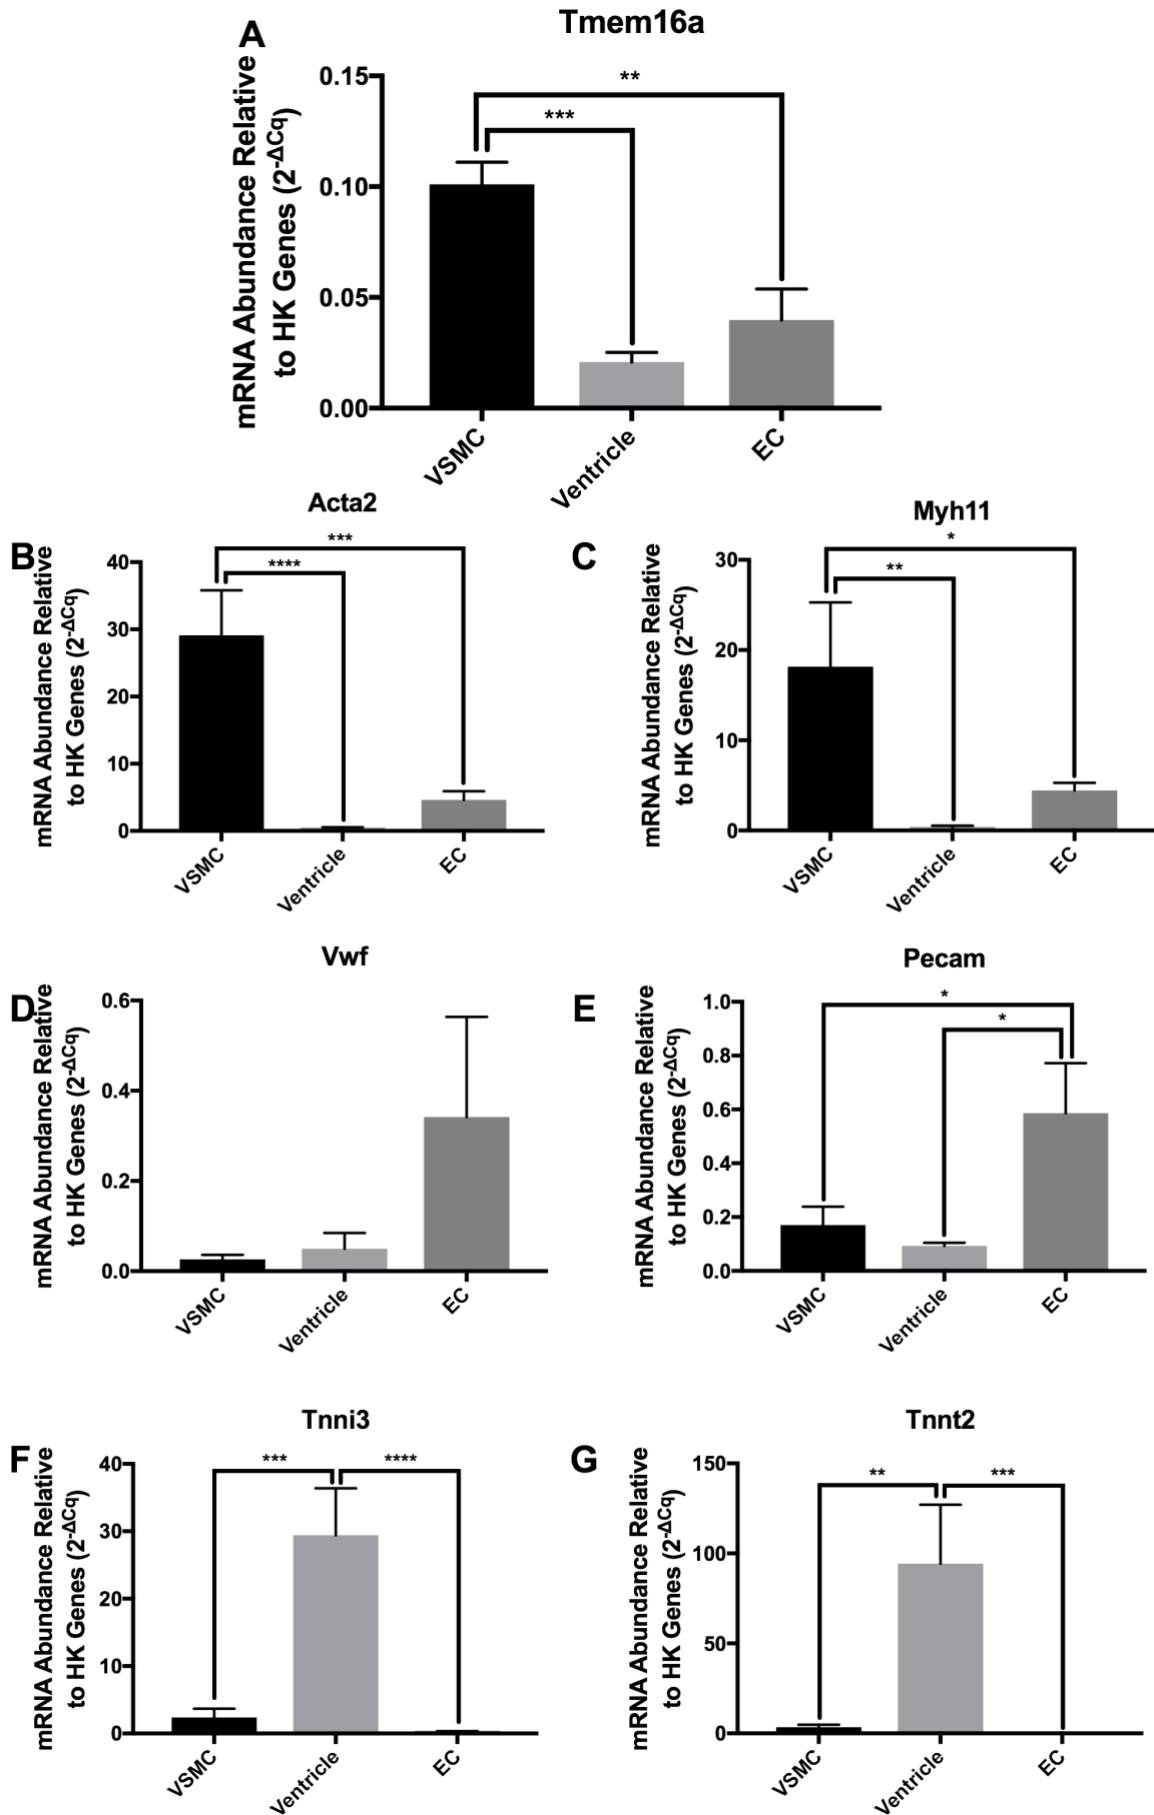 Tmem16a
A
mRNA Abundance Relative
to HK Genes (2-ΔCq)
0.15
0.10
0.05
0.00
**
***
VSMC
Ventricle
EC
Acta2
B
mRNA Abundance Relative
to HK Genes (2-ΔCq)
40
30
20
10
0
***
****
VSMC
Ventricle
EC
Myh11
C
mRNA Abundance Relative
to HK Genes (2-ΔCq)
30
20
10
0
*
**
VSMC
Ventricle
EC
Vwf
D
mRNA Abundance Relative
to HK Genes (2-ΔCq)
0.6
0.4
0.2
0.0
VSMC
Ventricle
EC
Pecam
E
mRNA Abundance Relative
to HK Genes (2-ΔCq)
1.0
0.8
0.6
0.4
0.2
0.0
*
*
VSMC
Ventricle
EC
Tnni3
F
mRNA Abundance Relative
to HK Genes (2-ΔCq)
40
30
20
10
0
***
****
VSMC
Ventricle
EC
Tnnt2
G
mRNA Abundance Relative
to HK Genes (2-ΔCq)
150
100
50
0
**
***
VSMC
Ventricle
EC